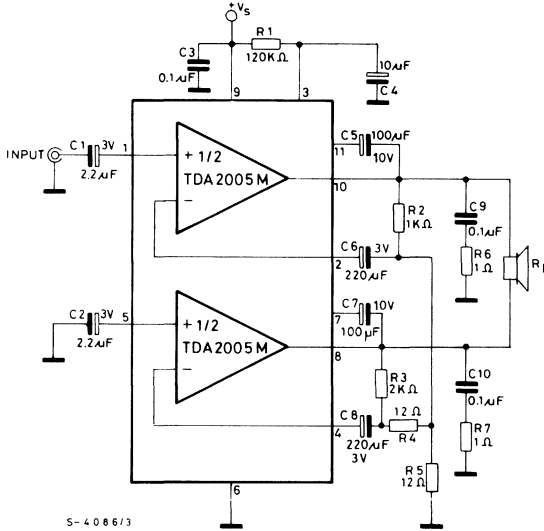 +Vs
C3
0.1µF
R1
120KΩ
10µF
C4
9
3
INPUT
C1
3V
2.2µF
1
+ 1/2
TDA2005M
−
11
C5
100µF
10V
10
R2
1KΩ
C9
0.1µF
R6
1Ω
2
C6
3V
220µF
C7
10V
7
100µF
C2
3V
2.2µF
5
+ 1/2
TDA2005M
−
8
R3
2KΩ
C10
0.1µF
R7
1Ω
4
C8
220µF
3V
12Ω
R4
R5
12Ω
6
S-4086/3